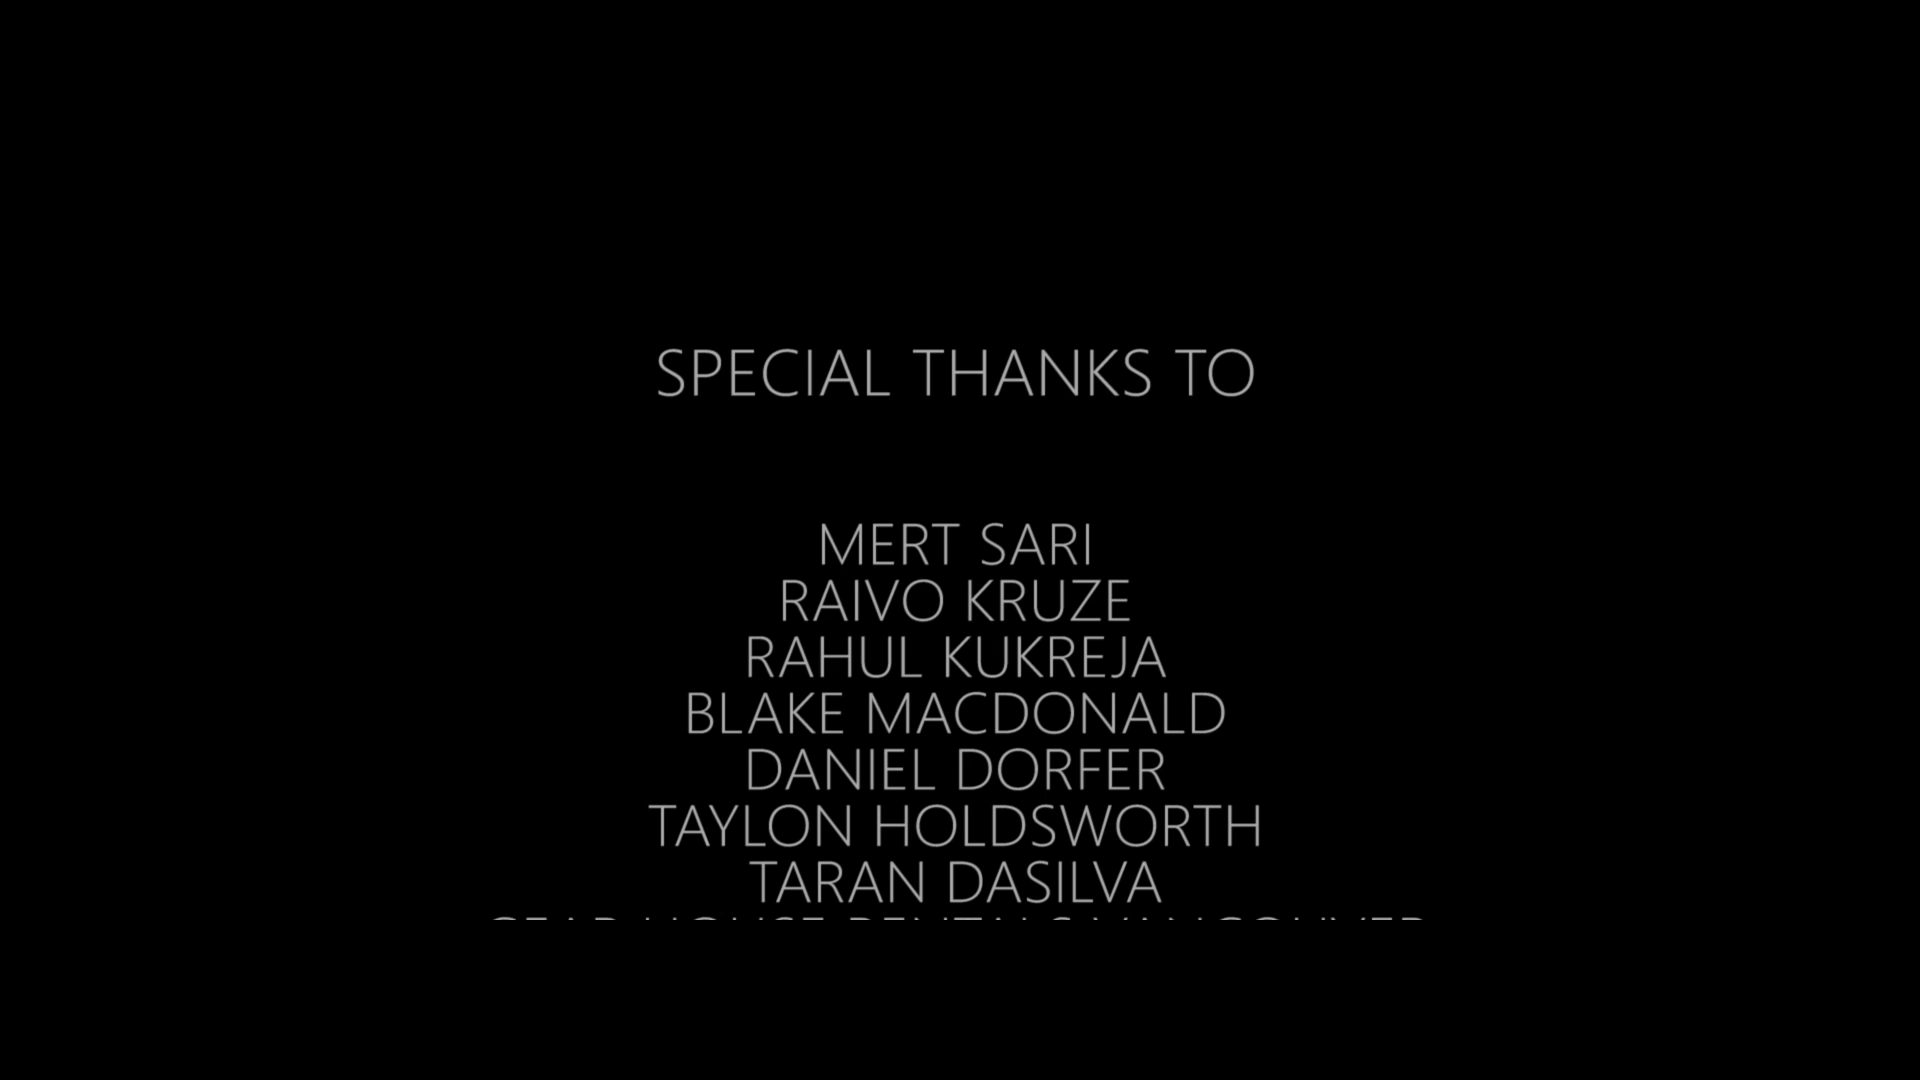 SPECIAL THANKS TO
MERT SARI
RAIVO KRUZE
RAHUL KUKREJA
BLAKE MACDONALD
DANIEL DORFER
TAYLON HOLDSWORTH
TARAN DASILVA